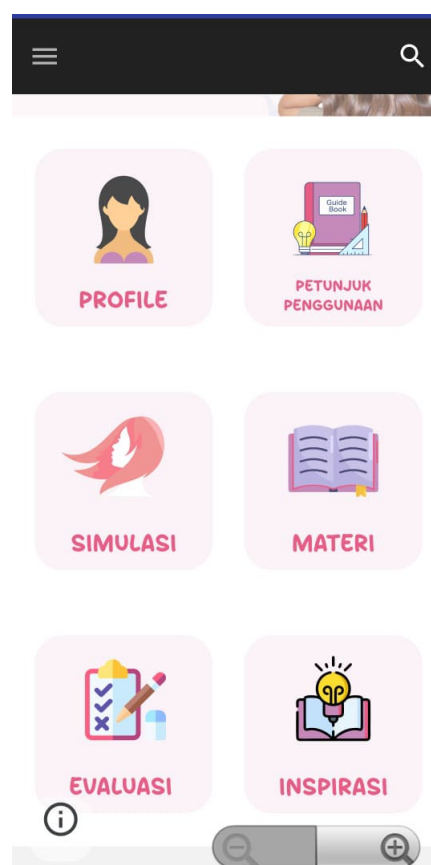 Guide
Book
PROFILE
PETUNJUK
PENGGUNAAN
SIMULASI
MATERI
EVALUASI
INSPIRASI